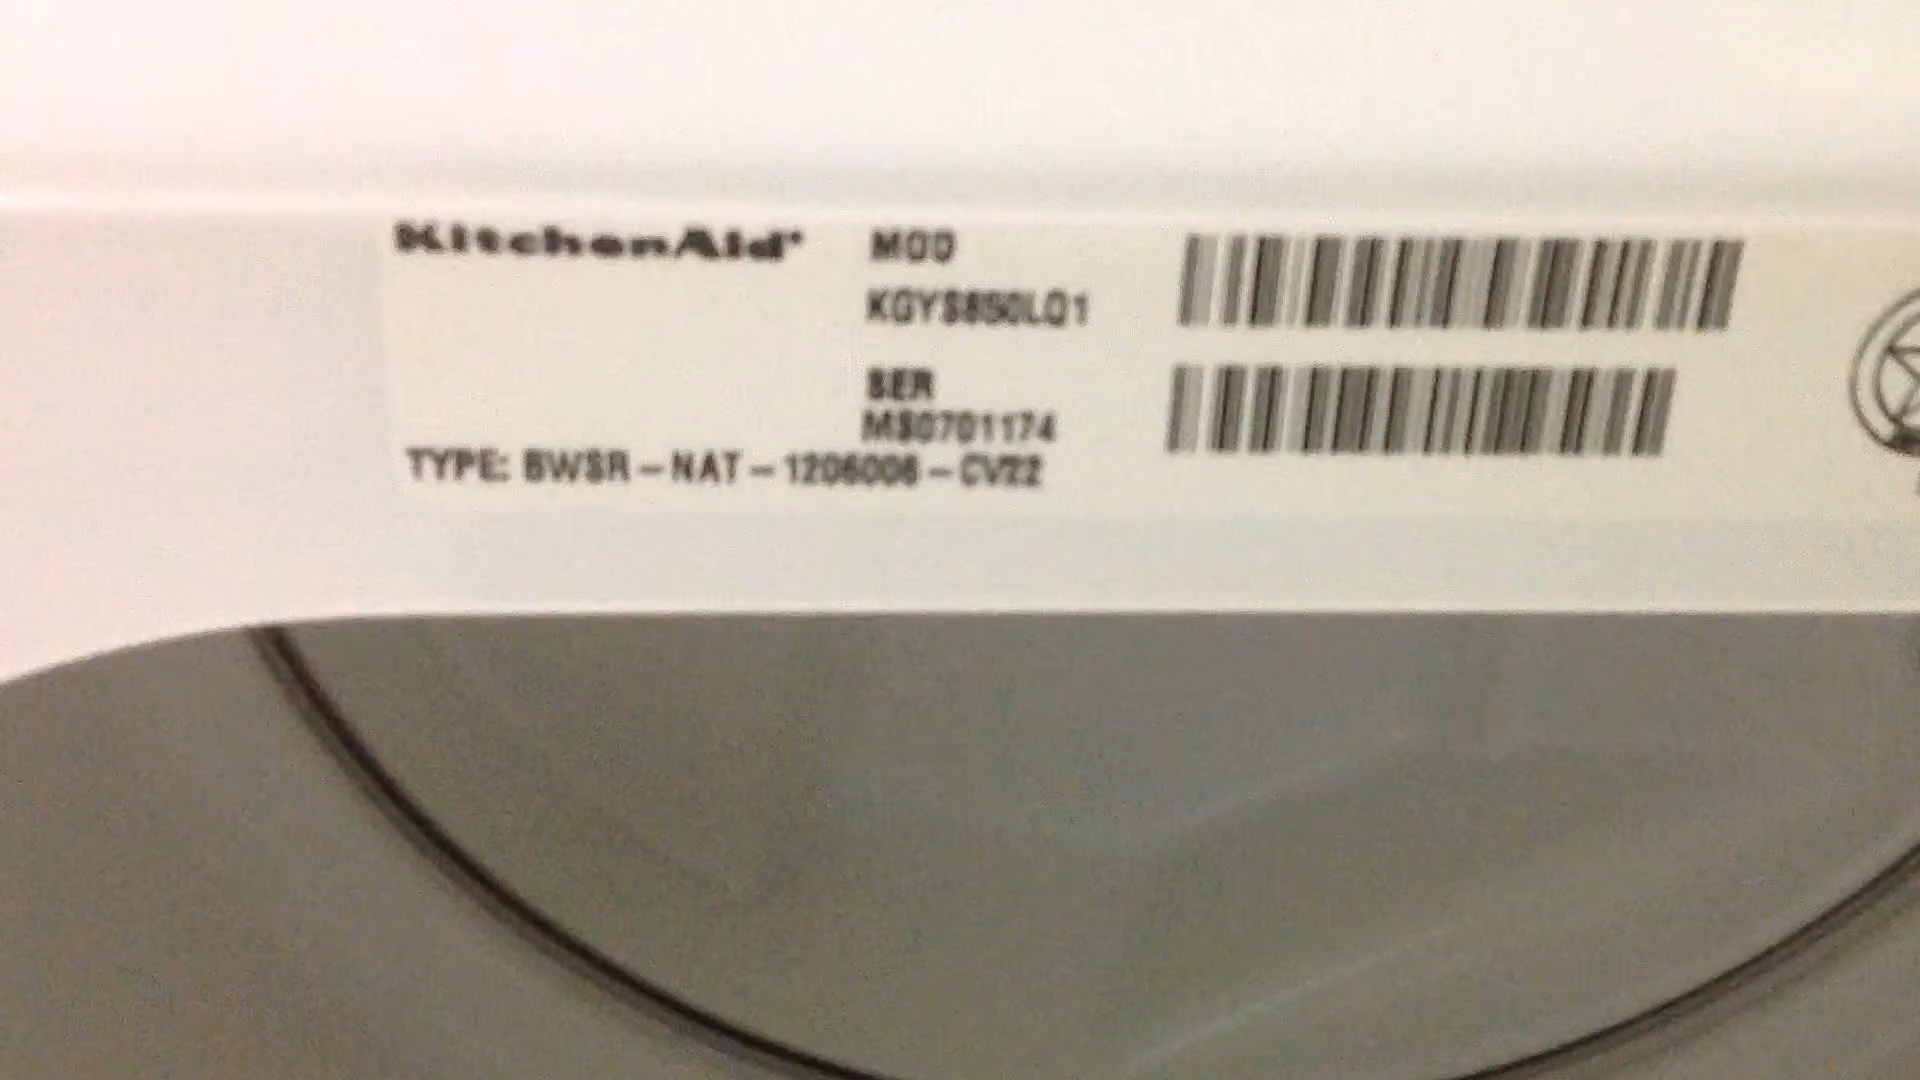 KitchenAid®
MOD
KGYS850LQ1
SER
MS0701174
TYPE: BWSR-NAT-1206006-CV22